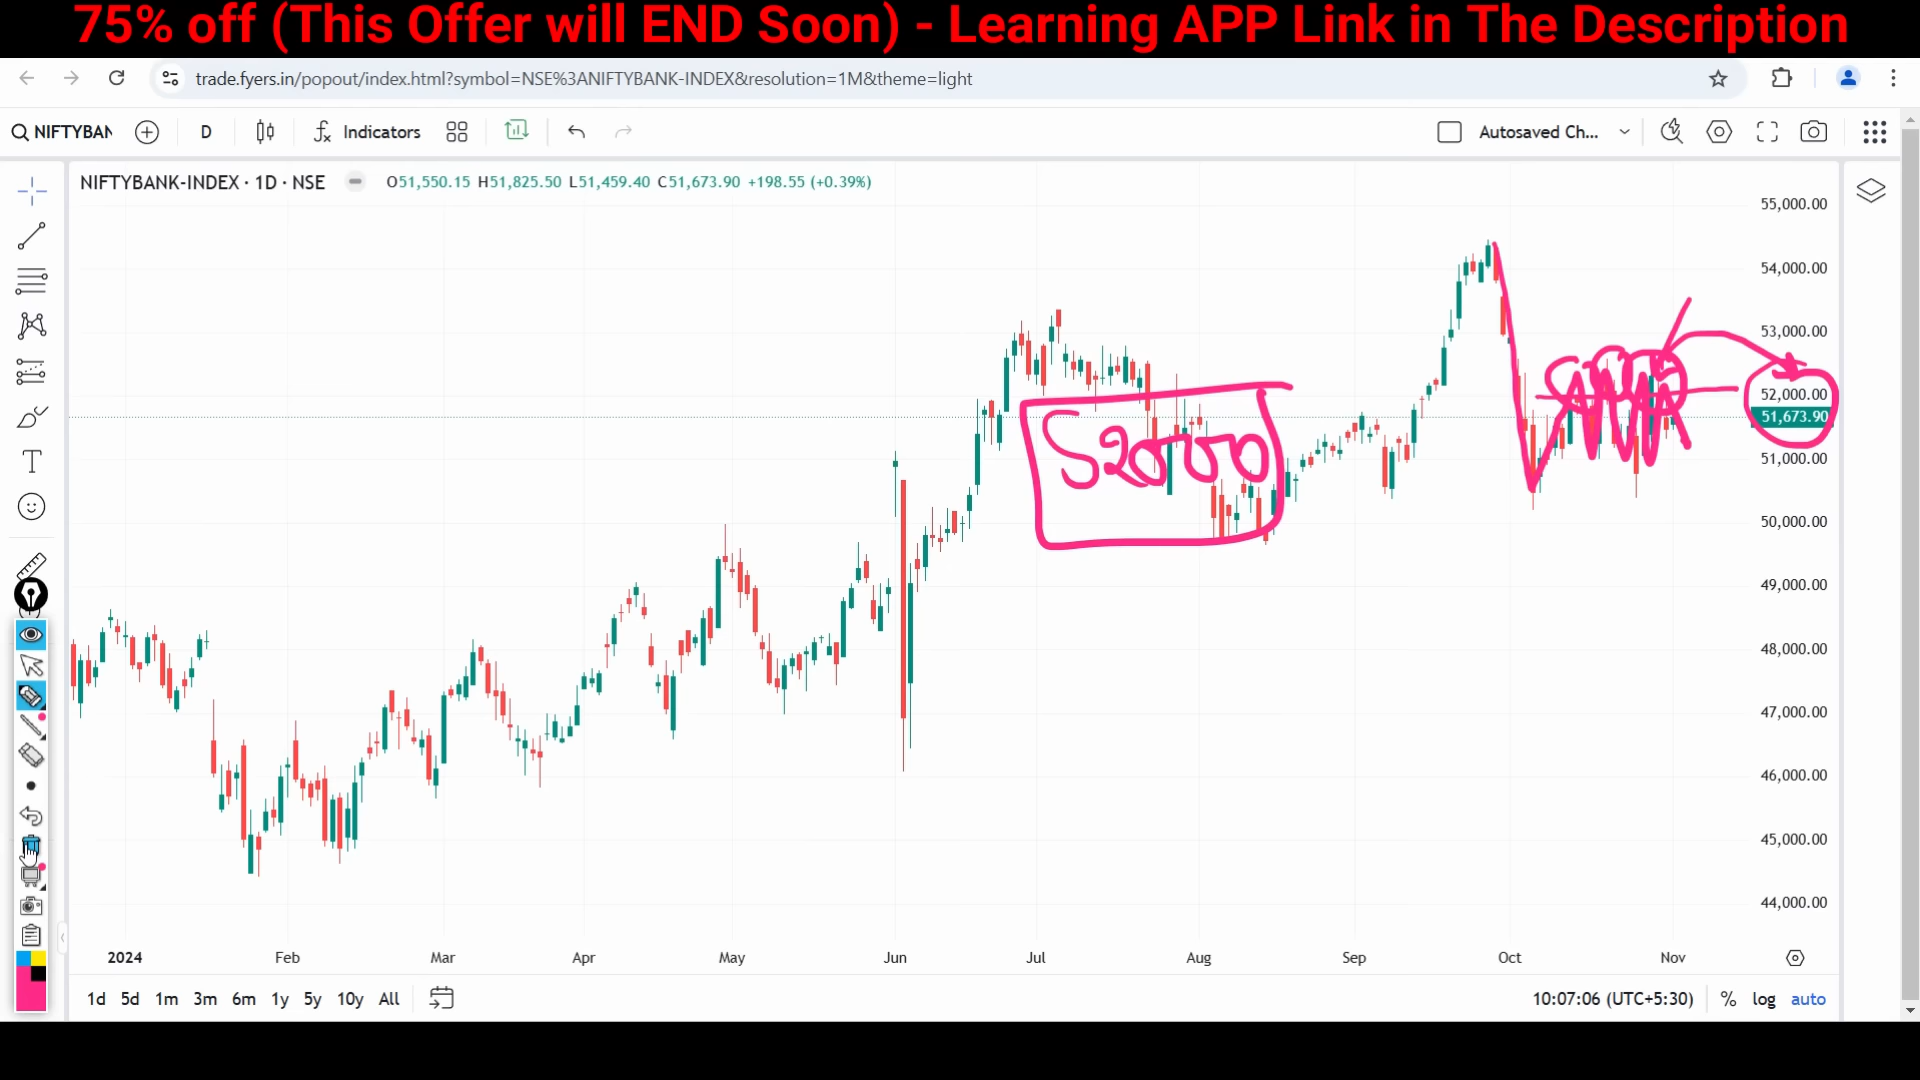 75% off (This Offer will END Soon) - Learning APP Link in The Description
trade.fyers.in/popout/index.html?symbol=NSE%3ANIFTYBANK-INDEX&resolution=1M&theme=light
NIFTYBAN
D
Indicators
Autosaved Ch...
NIFTYBANK-INDEX · 1D · NSE
O51,550.15 H51,825.50 L51,459.40 C51,673.90 +198.55 (+0.39%)
55,000.00
54,000.00
53,000.00
52,000.00
51,673.90
51,000.00
50,000.00
49,000.00
48,000.00
47,000.00
46,000.00
45,000.00
44,000.00
52000
2024 Feb Mar Apr May Jun Jul Aug Sep Oct Nov
1d 5d 1m 3m 6m 1y 5y 10y All
10:07:06 (UTC+5:30) % log auto